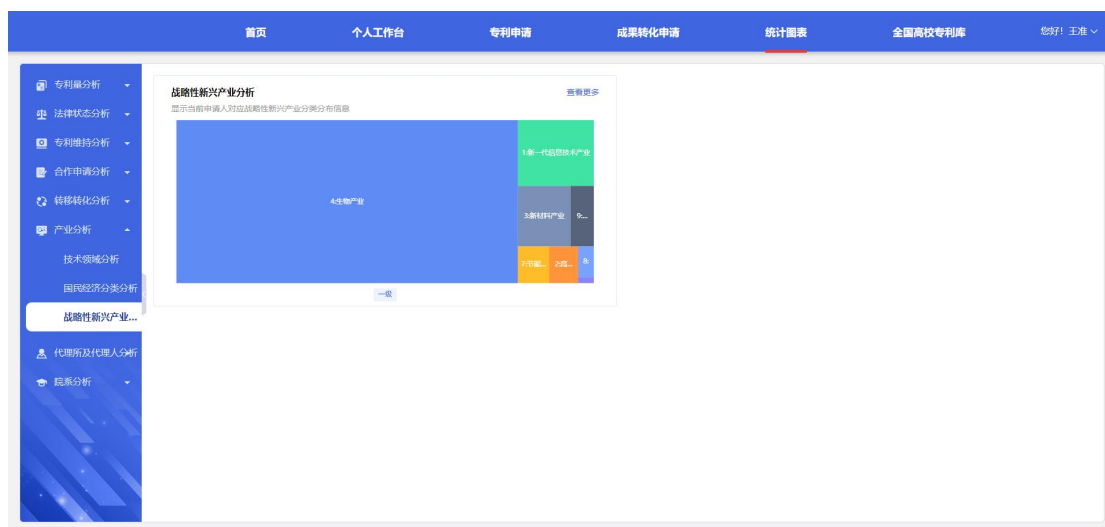 首页 个人工作台 专利申请 成果转化申请 统计图表 全国高校专利库 您好！王准
专利量分析
法律状态分析
专利维持分析
合作申请分析
转移转化分析
产业分析
技术领域分析
国民经济分类分析
战略性新兴产业...
代理所及代理人分析
院系分析
战略性新兴产业分析 查看更多
显示当前申请人对应战略性新兴产业分类分布信息
4:生物产业
1:新一代信息技术产业
3:新材料产业 9:...
7:节能... 2:高... 8:
一级